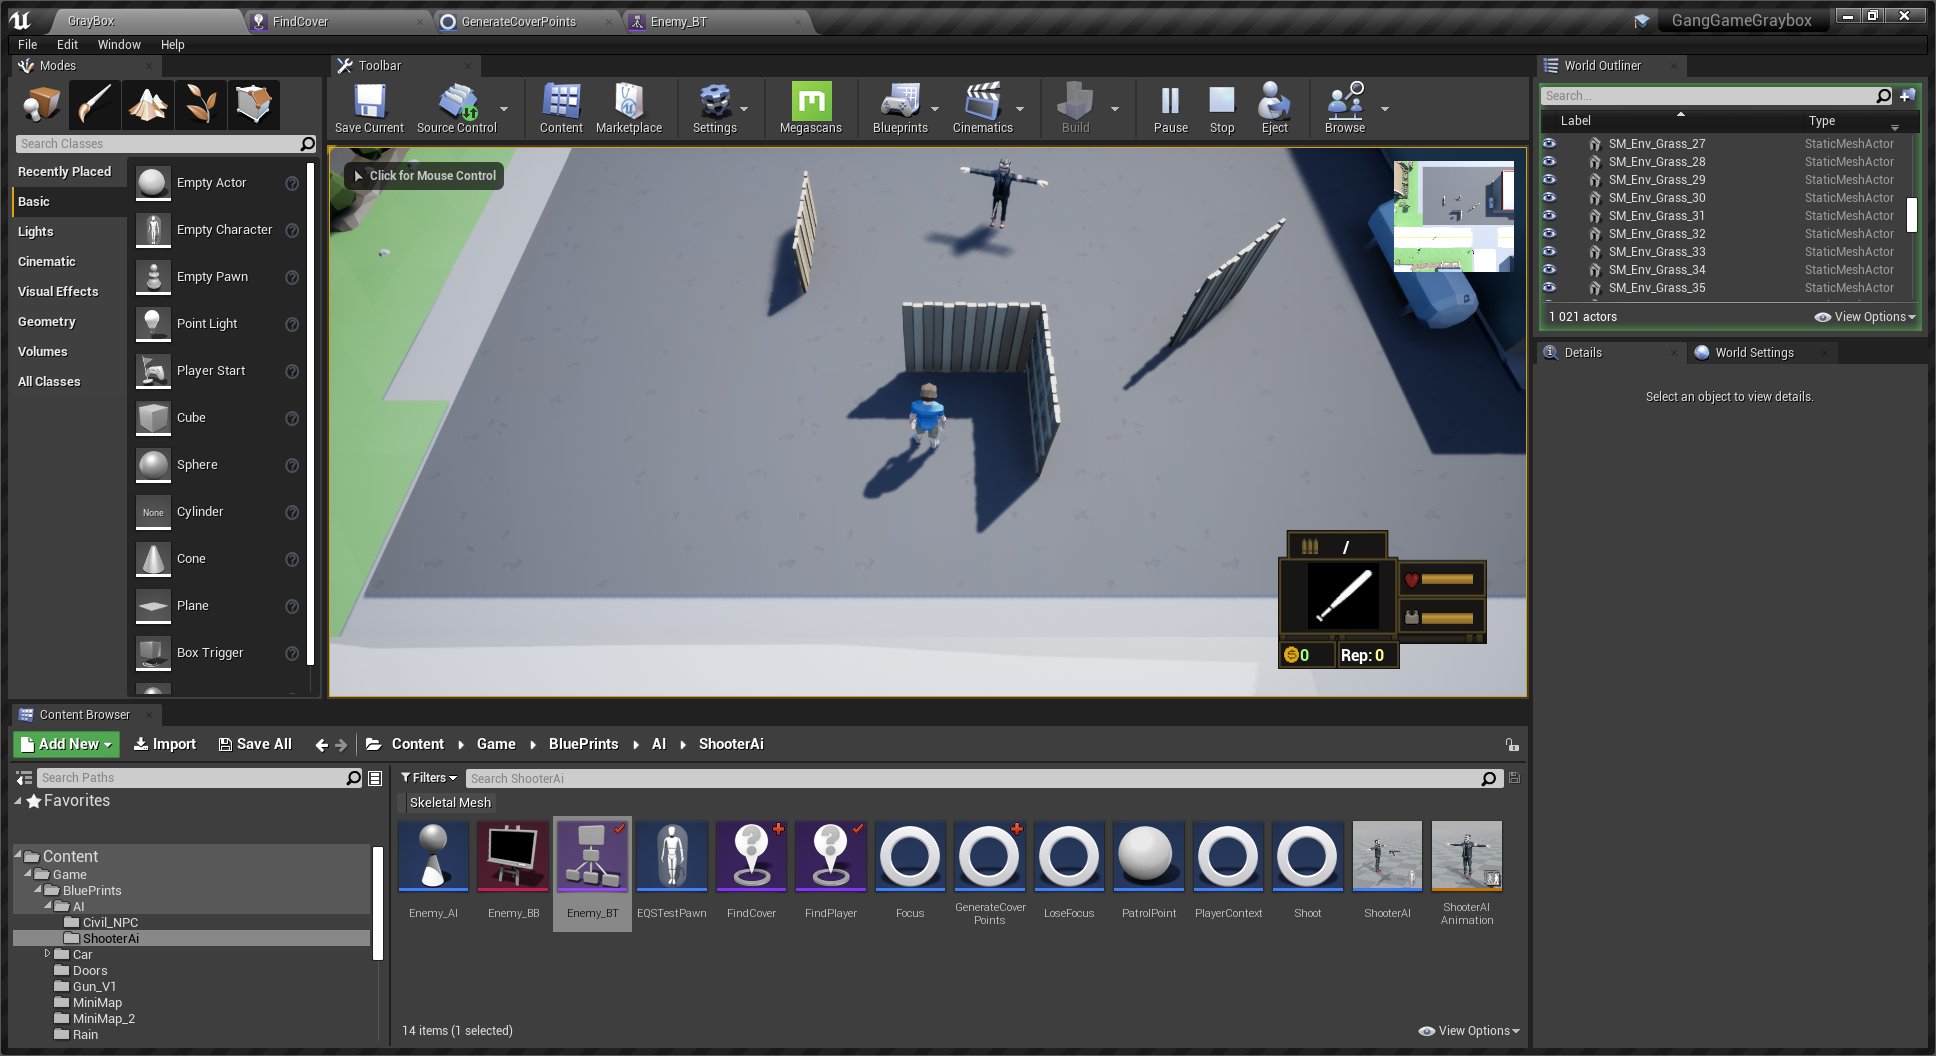 GrayBox
FindCover
GenerateCoverPoints
Enemy_BT
GangGameGraybox
File Edit Window Help
Modes
Toolbar
World Outliner
Save Current
Source Control
Content
Marketplace
Settings
Megascans
Blueprints
Cinematics
Build
Pause
Stop
Eject
Browse
Search Classes
Recently Placed
Basic
Lights
Cinematic
Visual Effects
Geometry
Volumes
All Classes
Empty Actor
Empty Character
Empty Pawn
Point Light
Player Start
Cube
Sphere
None
Cylinder
Cone
Plane
Box Trigger
Click for Mouse Control
/
0
Rep: 0
Search...
Label Type
SM_Env_Grass_27 StaticMeshActor
SM_Env_Grass_28 StaticMeshActor
SM_Env_Grass_29 StaticMeshActor
SM_Env_Grass_30 StaticMeshActor
SM_Env_Grass_31 StaticMeshActor
SM_Env_Grass_32 StaticMeshActor
SM_Env_Grass_33 StaticMeshActor
SM_Env_Grass_34 StaticMeshActor
SM_Env_Grass_35 StaticMeshActor
1 021 actors
View Options
Details
World Settings
Select an object to view details.
Content Browser
Add New
Import
Save All
Content
Game
BluePrints
AI
ShooterAi
Search Paths
Favorites
Content
Game
BluePrints
AI
Civil_NPC
ShooterAi
Car
Doors
Gun_V1
MiniMap
MiniMap_2
Rain
Filters
Search ShooterAi
Skeletal Mesh
Enemy_AI
Enemy_BB
Enemy_BT
EQSTestPawn
FindCover
FindPlayer
Focus
GenerateCover
Points
LoseFocus
PatrolPoint
PlayerContext
Shoot
ShooterAI
ShooterAI
Animation
14 items (1 selected)
View Options